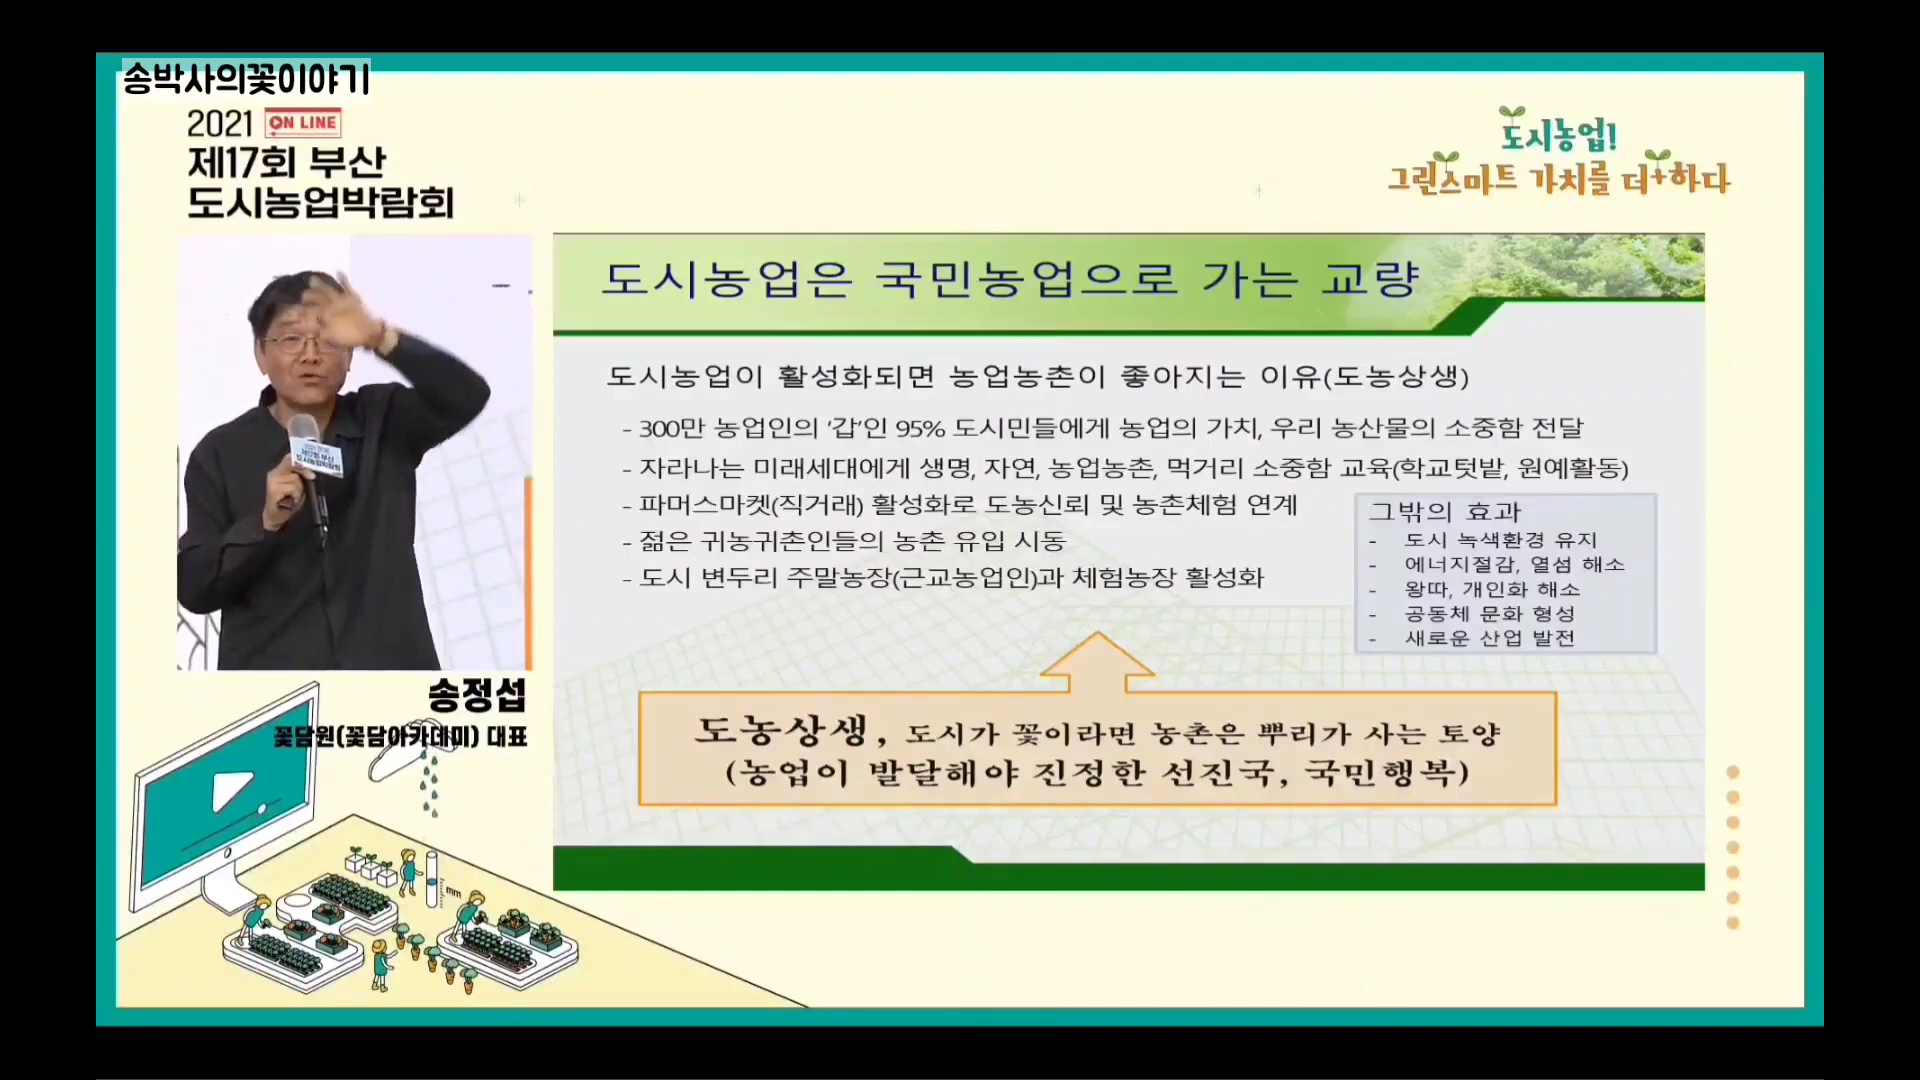 송박사의꽃이야기
2021 ON LINE
제17회 부산
도시농업박람회
도시농업!
그린스마트 가치를 더+하다
도시농업은 국민농업으로 가는 교량
도시농업이 활성화되면 농업농촌이 좋아지는 이유(도농상생)
- 300만 농업인의 ‘갑’인 95% 도시민들에게 농업의 가치, 우리 농산물의 소중함 전달
- 자라나는 미래세대에게 생명, 자연, 농업농촌, 먹거리 소중함 교육(학교텃밭, 원예활동)
- 파머스마켓(직거래) 활성화로 도농신뢰 및 농촌체험 연계
- 젊은 귀농귀촌인들의 농촌 유입 시동
- 도시 변두리 주말농장(근교농업인)과 체험농장 활성화
그밖의 효과
- 도시 녹색환경 유지
- 에너지절감, 열섬 해소
- 왕따, 개인화 해소
- 공동체 문화 형성
- 새로운 산업 발전
도농상생, 도시가 꽃이라면 농촌은 뿌리가 사는 토양
(농업이 발달해야 진정한 선진국, 국민행복)
제17회 부산
도시농업박람회
송정섭
꽃담원(꽃담아카데미) 대표
mm